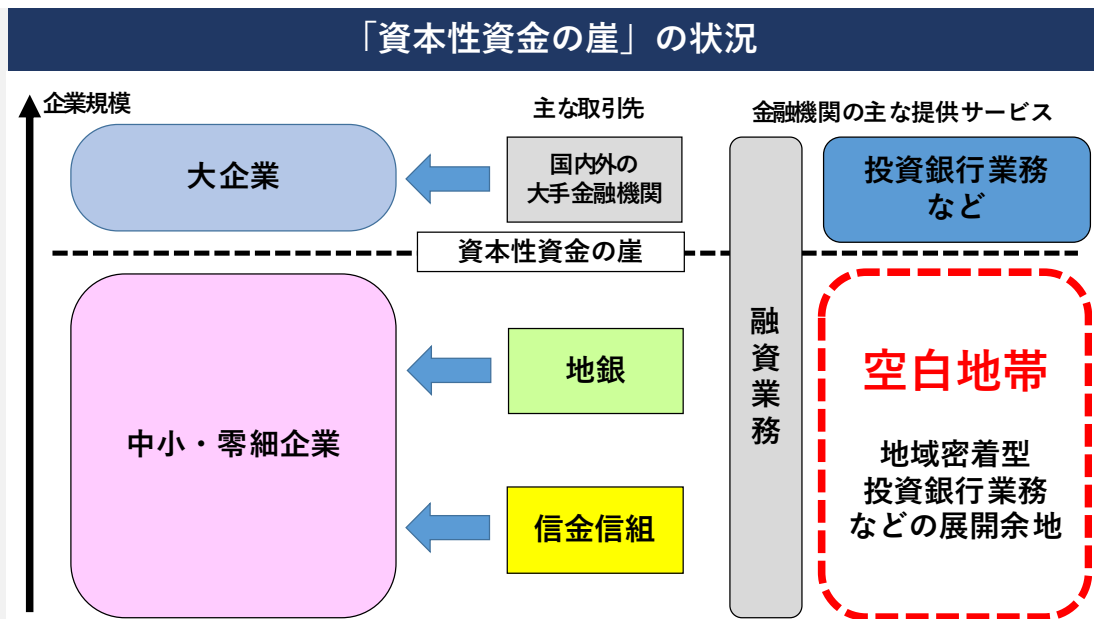 「資本性資金の崖」の状況
企業規模
主な取引先
金融機関の主な提供サービス
大企業
国内外の
大手金融機関
投資銀行業務
など
資本性資金の崖
融資業務
中小・零細企業
地銀
信金信組
空白地帯
地域密着型
投資銀行業務
などの展開余地